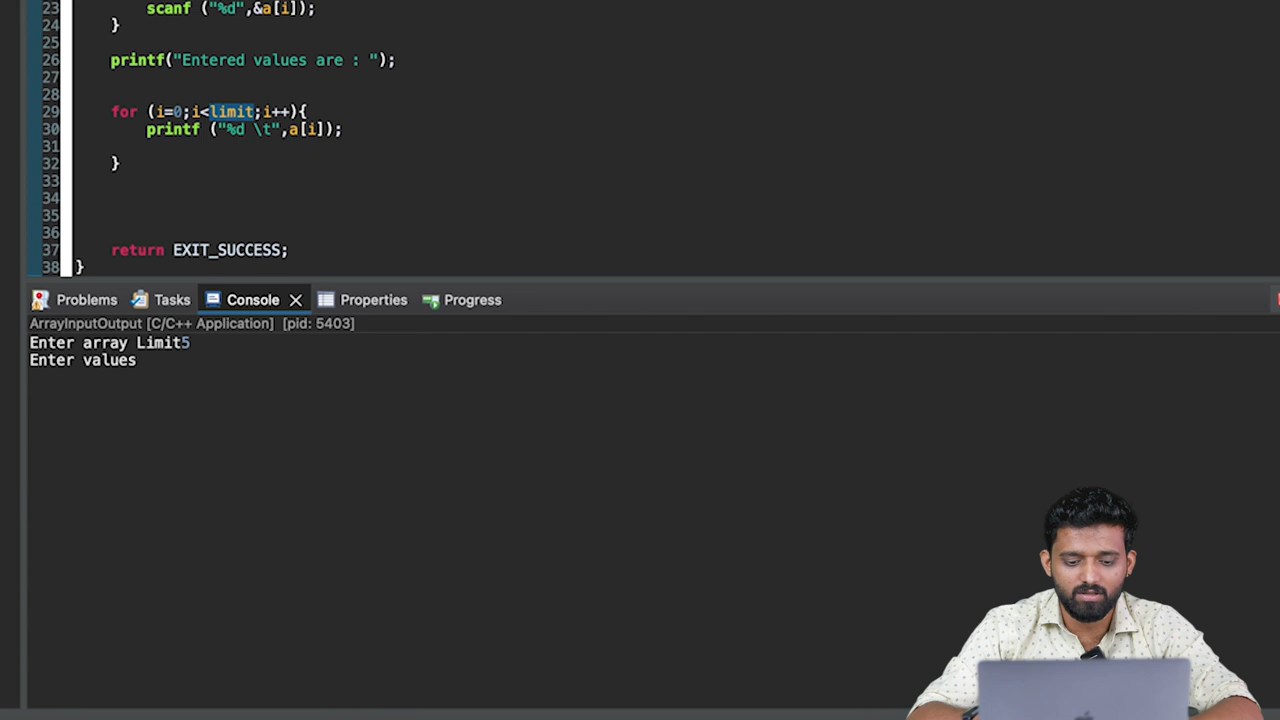 23 scanf ("%d",&a[i]);
24 }
25
26 printf("Entered values are : ");
27
28
29 for (i=0;i<limit;i++){
30 printf ("%d \t",a[i]);
31
32 }
33
34
35
36
37 return EXIT_SUCCESS;
38 }
Problems Tasks Console Properties Progress
ArrayInputOutput [C/C++ Application] [pid: 5403]
Enter array Limit5
Enter values